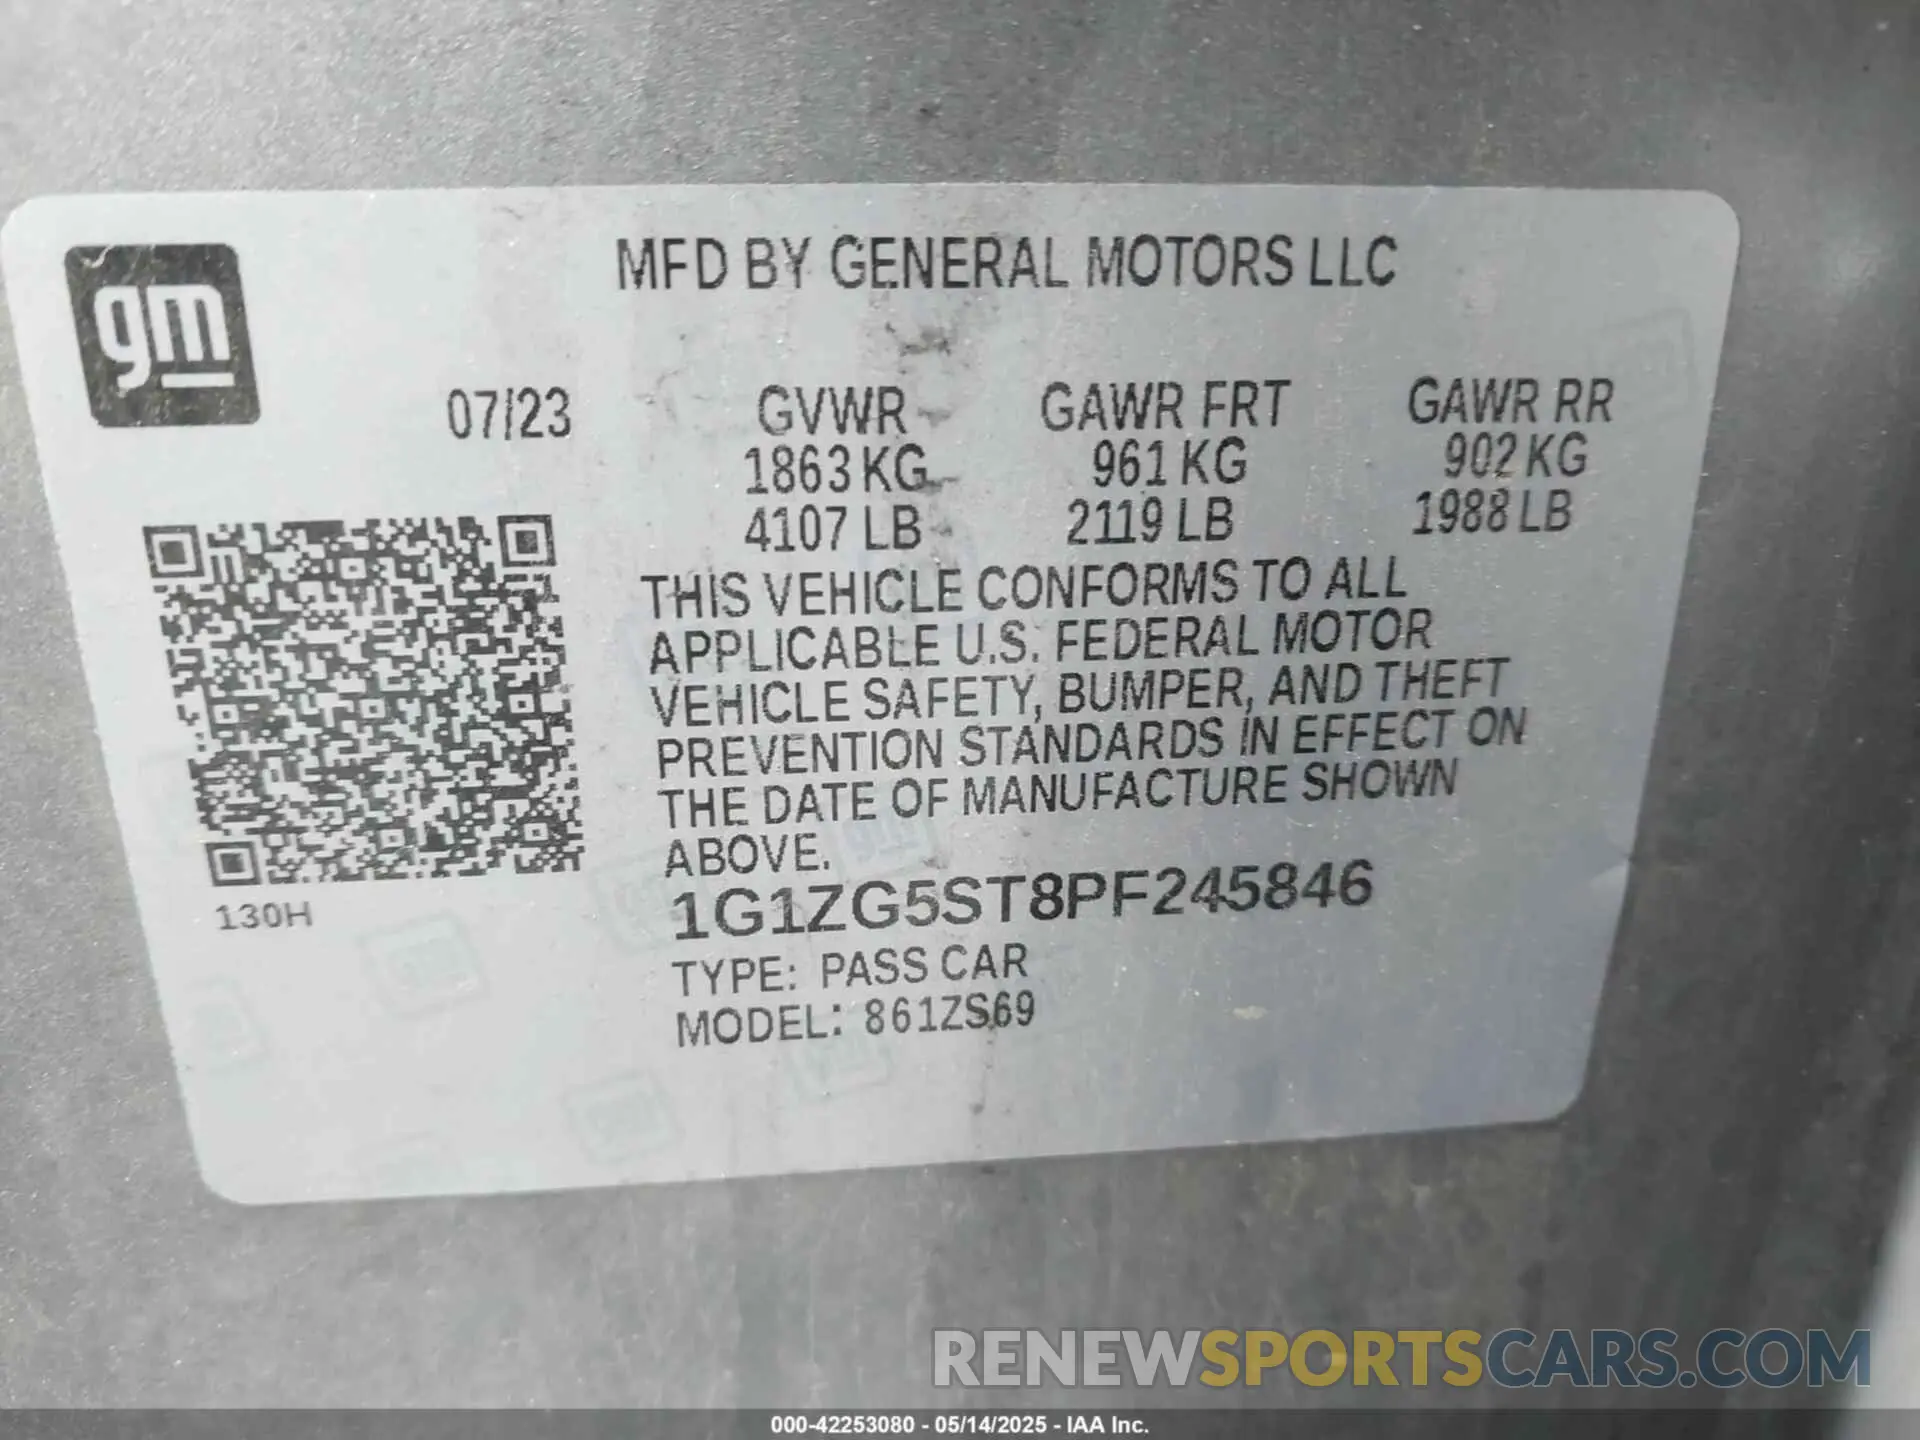 gm
MFD BY GENERAL MOTORS LLC
07/23 GVWR GAWR FRT GAWR RR
1863 KG 961 KG 902 KG
4107 LB 2119 LB 1988 LB
THIS VEHICLE CONFORMS TO ALL
APPLICABLE U.S. FEDERAL MOTOR
VEHICLE SAFETY, BUMPER, AND THEFT
PREVENTION STANDARDS IN EFFECT ON
THE DATE OF MANUFACTURE SHOWN
ABOVE.
130H
1G1ZG5ST8PF245846
TYPE: PASS CAR
MODEL: 861ZS69
RENEWSPORTSCARS.COM
000-42253080 - 05/14/2025 - IAA Inc.